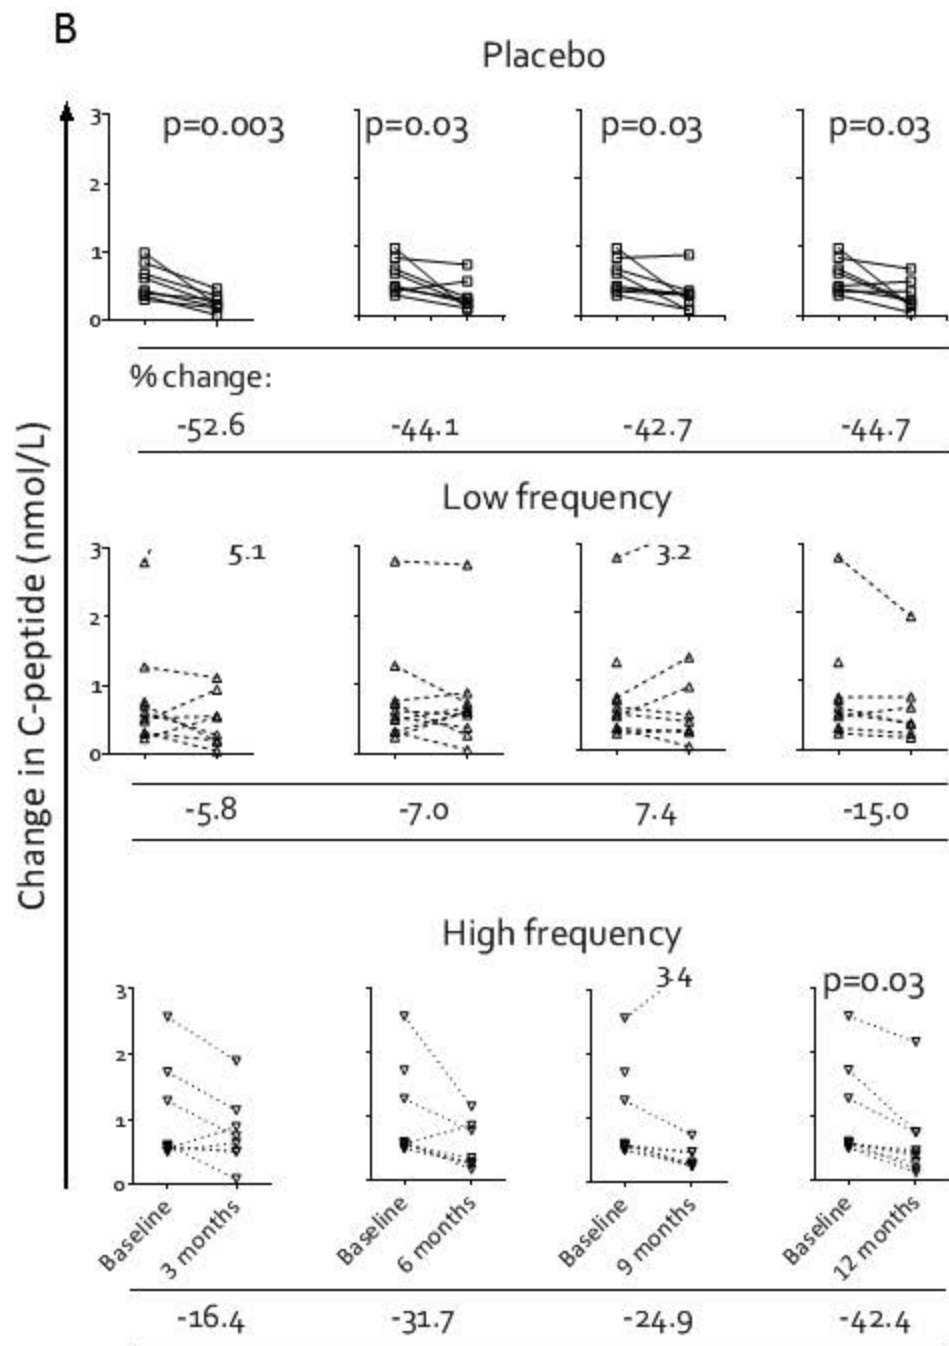 B
Placebo
p=0.003 p=0.03 p=0.03 p=0.03
3
2
1
0
% change:
-52.6 -44.1 -42.7 -44.7
Change in C-peptide (nmol/L)
Low frequency
5.1 3.2
3
2
1
0
-5.8 -7.0 7.4 -15.0
High frequency
3.4 p=0.03
3
2
1
0
Baseline 3 months Baseline 6 months Baseline 9 months Baseline 12 months
-16.4 -31.7 -24.9 -42.4